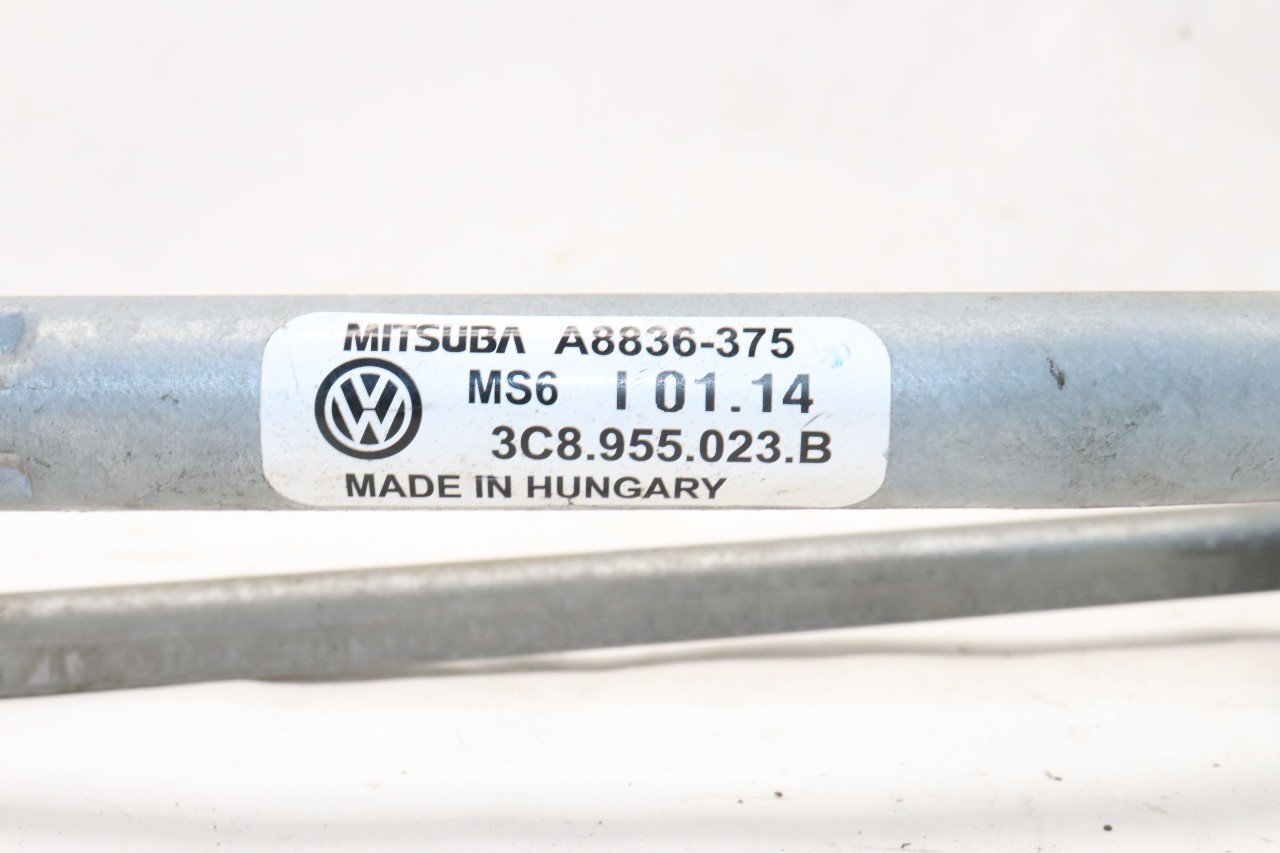 MITSUBA A8836-375
MS6 I 01.14
3C8.955.023.B
MADE IN HUNGARY